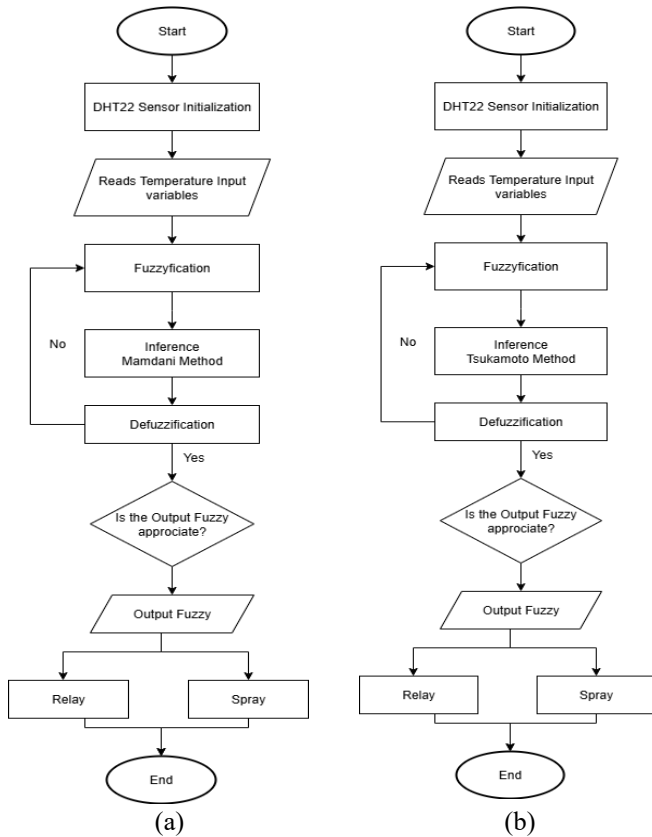 Start
DHT22 Sensor Initialization
Reads Temperature Input
variables
Fuzzyfication
No
Inference
Mamdani Method
Defuzzification
Yes
Is the Output Fuzzy
approciate?
Output Fuzzy
Relay
Spray
End
(a)
Start
DHT22 Sensor Initialization
Reads Temperature Input
variables
Fuzzyfication
No
Inference
Tsukamoto Method
Defuzzification
Yes
Is the Output Fuzzy
approciate?
Output Fuzzy
Relay
Spray
End
(b)